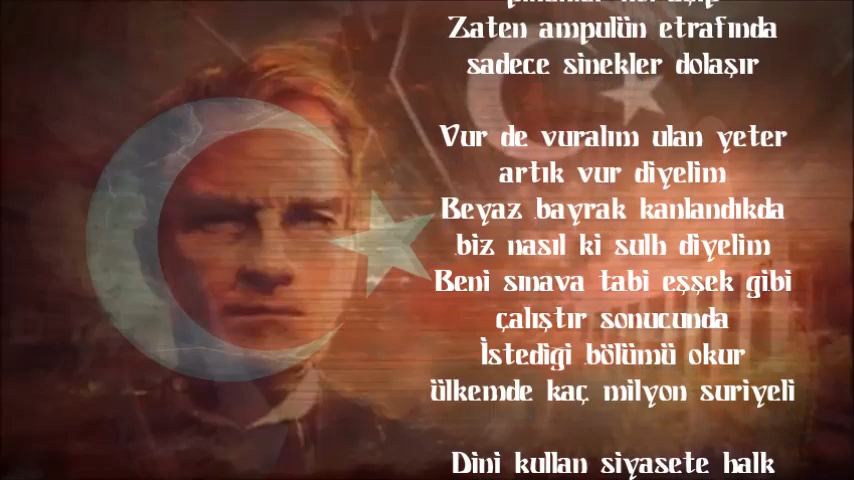 Zaten ampulün etrafında
sadece sinekler dolaşır
Vur de vuralım ulan yeter
artık vur diyelim
Beyaz bayrak kanlandıkda
biz nasıl ki sulh diyelim
Beni sınava tabi eşşek gibi
çalıştır sonucunda
İstedigi bölümü okur
ülkemde kaç milyon suriyeli
Dini kullan siyasete halk